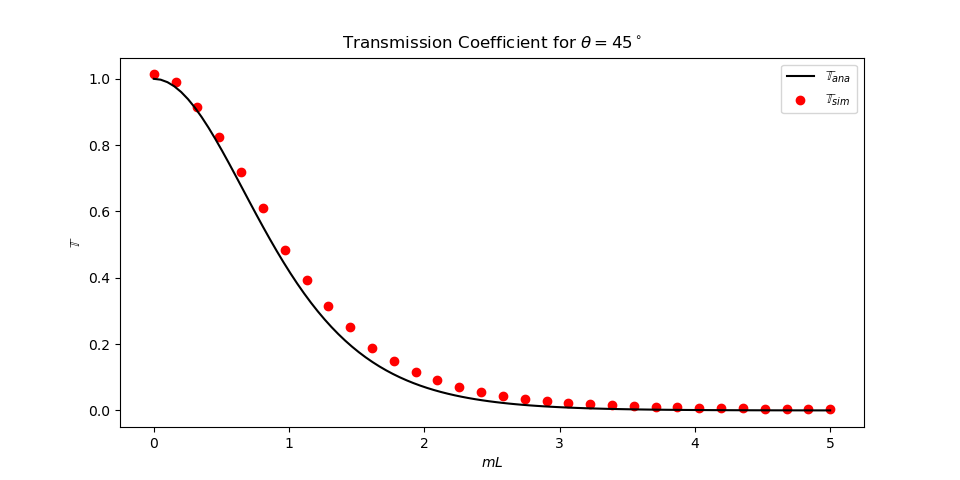 Transmission Coefficient for θ = 45°
𝕋
1.0
0.8
0.6
0.4
0.2
0.0
𝕋ana
𝕋sim
0 1 2 3 4 5
mL